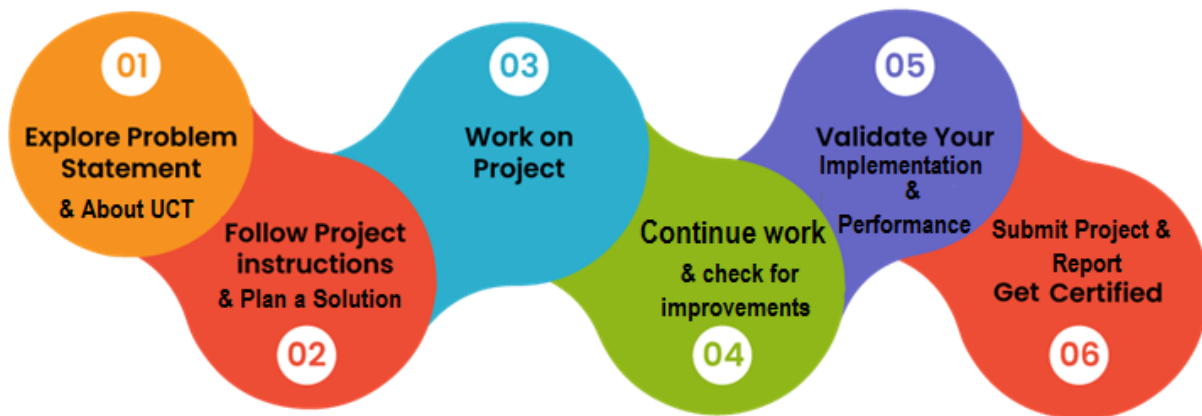 01
Explore Problem
Statement
& About UCT
Follow Project
instructions
& Plan a Solution
02
03
Work on
Project
Continue work
& check for
improvements
04
05
Validate Your
Implementation
&
Performance
Submit Project &
Report
Get Certified
06